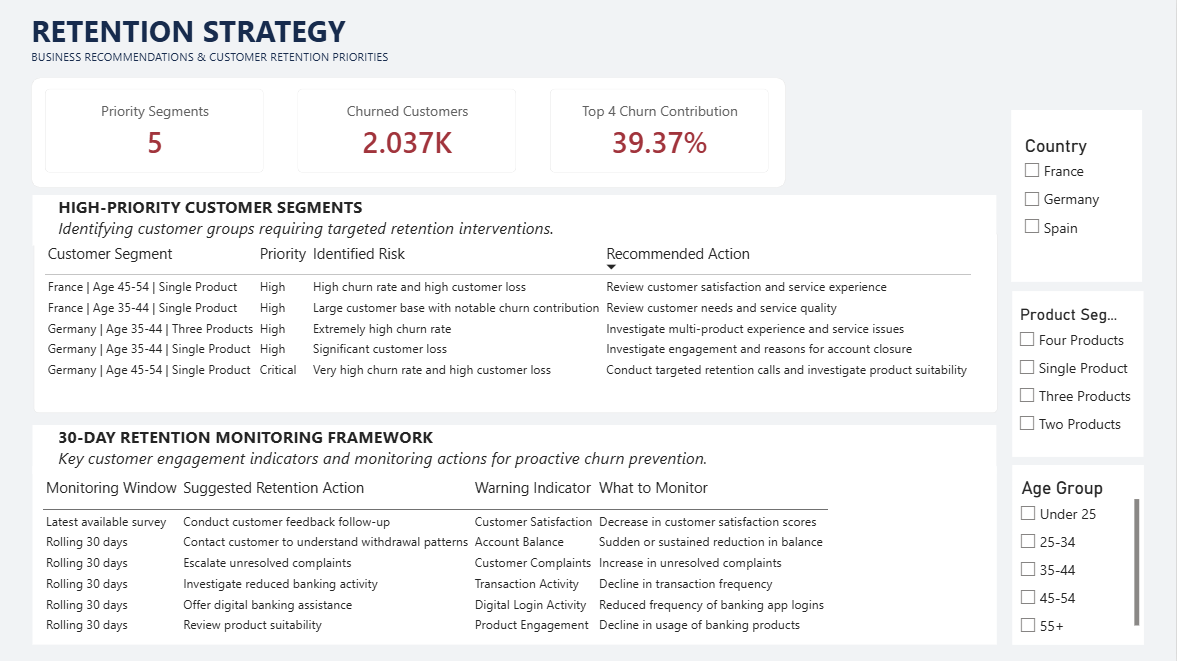 RETENTION STRATEGY
BUSINESS RECOMMENDATIONS & CUSTOMER RETENTION PRIORITIES
Priority Segments
5
Churned Customers
2.037K
Top 4 Churn Contribution
39.37%
HIGH-PRIORITY CUSTOMER SEGMENTS
Identifying customer groups requiring targeted retention interventions.
Customer Segment Priority Identified Risk Recommended Action
France | Age 45-54 | Single Product High High churn rate and high customer loss Review customer satisfaction and service experience
France | Age 35-44 | Single Product High Large customer base with notable churn contribution Review customer needs and service quality
Germany | Age 35-44 | Three Products High Extremely high churn rate Investigate multi-product experience and service issues
Germany | Age 35-44 | Single Product High Significant customer loss Investigate engagement and reasons for account closure
Germany | Age 45-54 | Single Product Critical Very high churn rate and high customer loss Conduct targeted retention calls and investigate product suitability
30-DAY RETENTION MONITORING FRAMEWORK
Key customer engagement indicators and monitoring actions for proactive churn prevention.
Monitoring Window Suggested Retention Action Warning Indicator What to Monitor
Latest available survey Conduct customer feedback follow-up Customer Satisfaction Decrease in customer satisfaction scores
Rolling 30 days Contact customer to understand withdrawal patterns Account Balance Sudden or sustained reduction in balance
Rolling 30 days Escalate unresolved complaints Customer Complaints Increase in unresolved complaints
Rolling 30 days Investigate reduced banking activity Transaction Activity Decline in transaction frequency
Rolling 30 days Offer digital banking assistance Digital Login Activity Reduced frequency of banking app logins
Rolling 30 days Review product suitability Product Engagement Decline in usage of banking products
Country
France
Germany
Spain
Product Seg...
Four Products
Single Product
Three Products
Two Products
Age Group
Under 25
25-34
35-44
45-54
55+